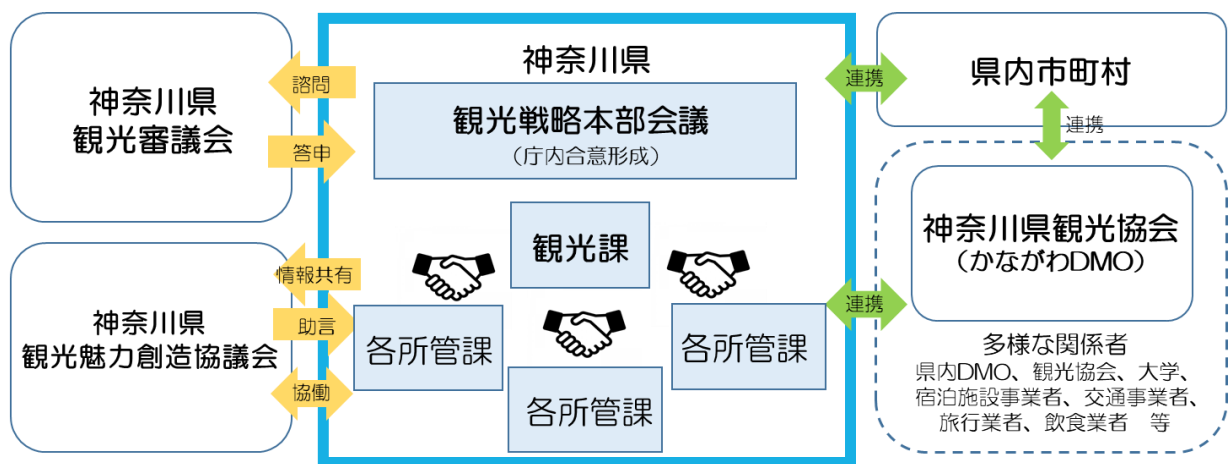 神奈川県
観光審議会
諮問
答申
神奈川県
観光魅力創造協議会
情報共有
助言
協働
神奈川県
観光戦略本部会議
（庁内合意形成）
観光課
各所管課
各所管課
各所管課
連携
連携
県内市町村
連携
神奈川県観光協会
（かながわDMO）
多様な関係者
県内DMO、観光協会、大学、
宿泊施設事業者、交通事業者、
旅行業者、飲食業者　等